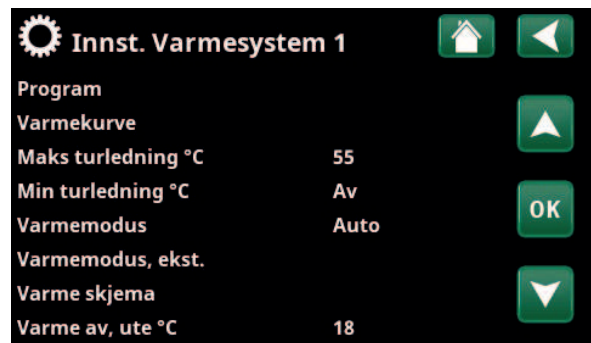 Innst. Varmesystem 1
Program
Varmekurve
Maks turledning °C 55
Min turledning °C Av
Varmemodus Auto
OK
Varmemodus, ekst.
Varme skjema
Varme av, ute °C 18